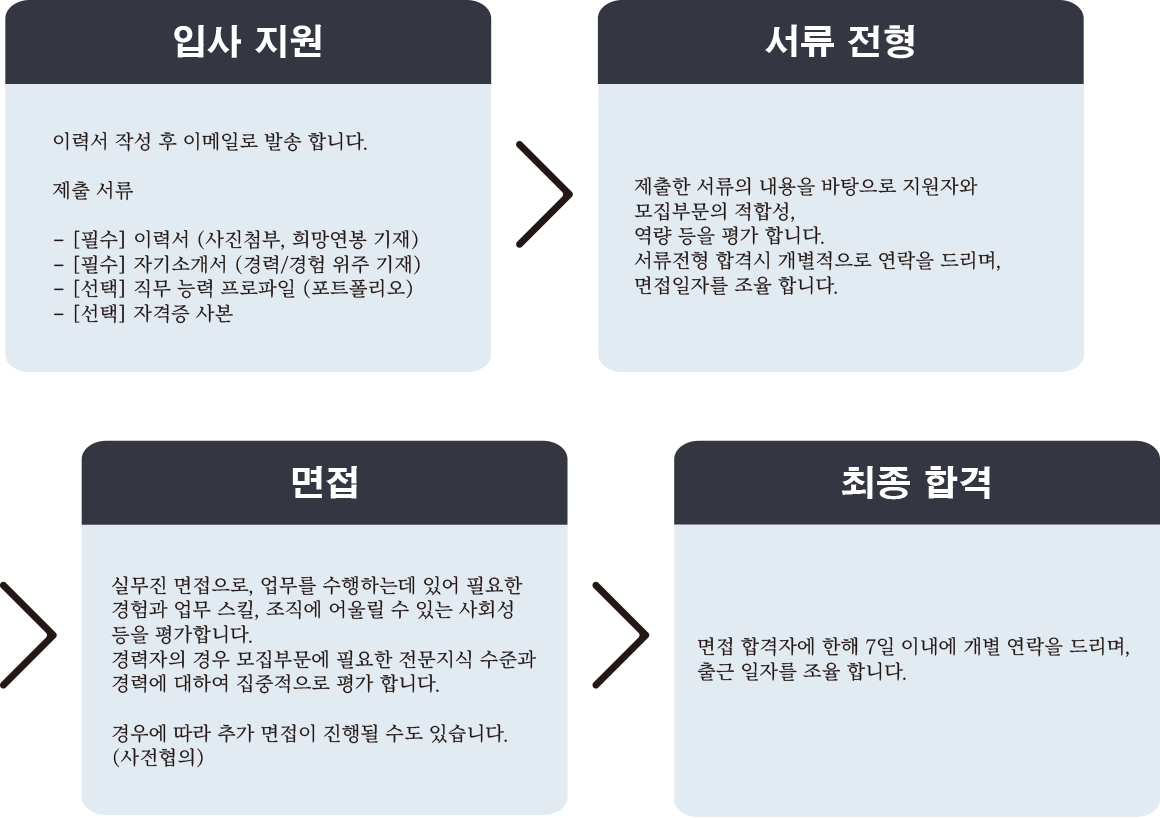 입사 지원
이력서 작성 후 이메일로 발송 합니다.
제출 서류
– [필수] 이력서 (사진첨부, 희망연봉 기재)
– [필수] 자기소개서 (경력/경험 위주 기재)
– [선택] 직무 능력 프로파일 (포트폴리오)
– [선택] 자격증 사본
서류 전형
제출한 서류의 내용을 바탕으로 지원자와
모집부문의 적합성,
역량 등을 평가 합니다.
서류전형 합격시 개별적으로 연락을 드리며,
면접일자를 조율 합니다.
면접
실무진 면접으로, 업무를 수행하는데 있어 필요한
경험과 업무 스킬, 조직에 어울릴 수 있는 사회성
등을 평가합니다.
경력자의 경우 모집부문에 필요한 전문지식 수준과
경력에 대하여 집중적으로 평가 합니다.
경우에 따라 추가 면접이 진행될 수도 있습니다.
(사전협의)
최종 합격
면접 합격자에 한해 7일 이내에 개별 연락을 드리며,
출근 일자를 조율 합니다.